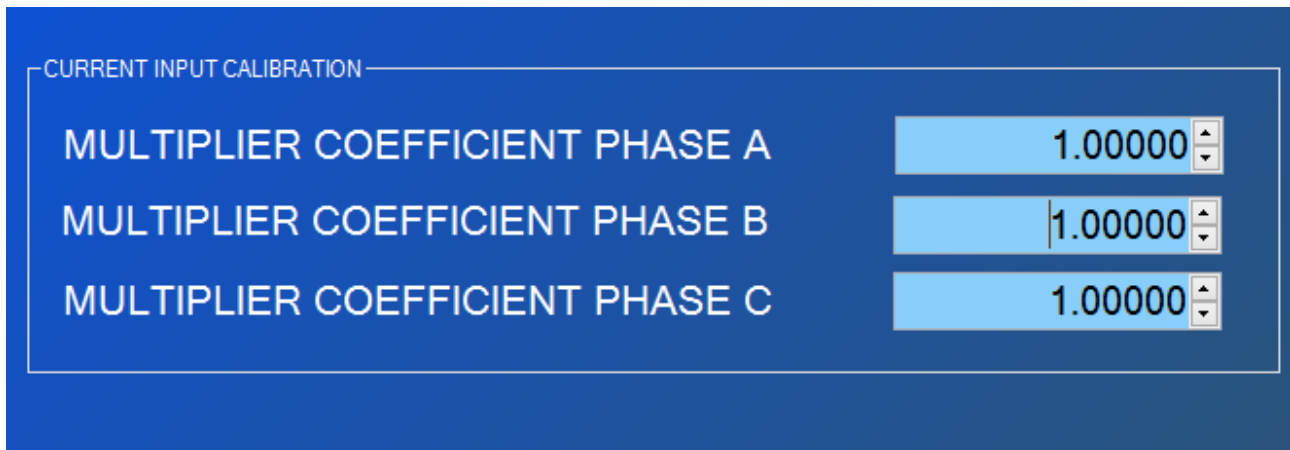 CURRENT INPUT CALIBRATION
MULTIPLIER COEFFICIENT PHASE A 1.00000
MULTIPLIER COEFFICIENT PHASE B 1.00000
MULTIPLIER COEFFICIENT PHASE C 1.00000